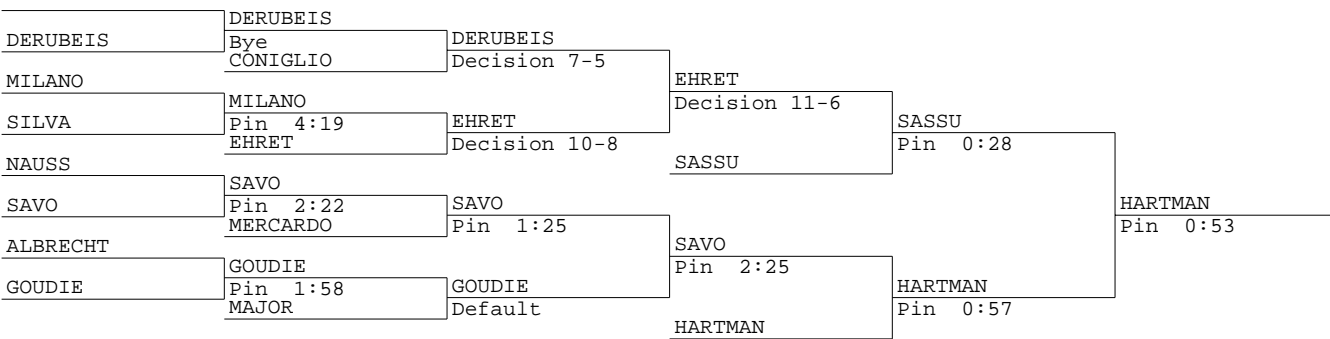 DERUBEIS
DERUBEIS
Bye
CONIGLIO
DERUBEIS
Decision 7-5
MILANO
SILVA
MILANO
Pin 4:19
EHRET
EHRET
Decision 10-8
EHRET
Decision 11-6
SASSU
SASSU
Pin 0:28
NAUSS
SAVO
SAVO
Pin 2:22
MERCARDO
SAVO
Pin 1:25
ALBRECHT
GOUDIE
GOUDIE
Pin 1:58
MAJOR
GOUDIE
Default
SAVO
Pin 2:25
HARTMAN
HARTMAN
Pin 0:57
HARTMAN
Pin 0:53